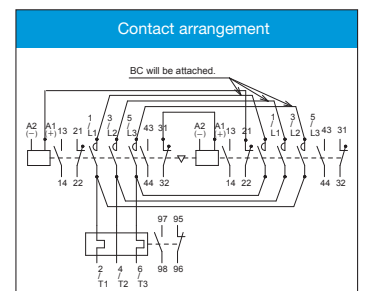 Contact arrangement
BC will be attached.
1 3 5 1 3 5
A2 A1 13 21 / / / 43 31 A2 A1 13 21 / / / 43 31
(−) (+) L1 L2 L3 (−) (+) L1 L2 L3
14 22 44 32 14 22 44 32
97 95
2 4 6 98 96
/ / /
T1 T2 T3